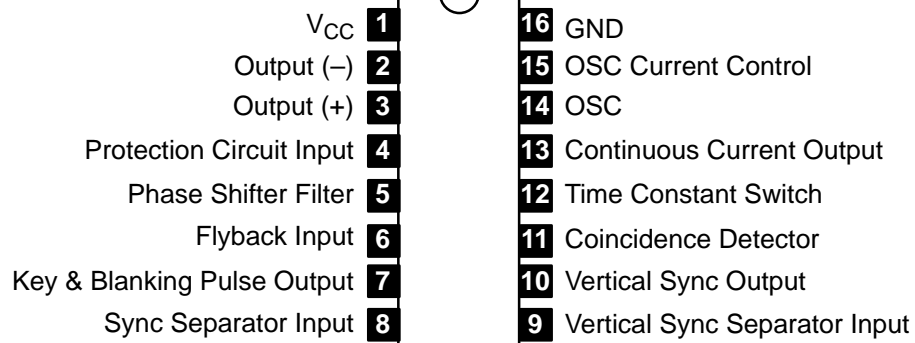 V_CC 1 16 GND
Output (–) 2 15 OSC Current Control
Output (+) 3 14 OSC
Protection Circuit Input 4 13 Continuous Current Output
Phase Shifter Filter 5 12 Time Constant Switch
Flyback Input 6 11 Coincidence Detector
Key & Blanking Pulse Output 7 10 Vertical Sync Output
Sync Separator Input 8 9 Vertical Sync Separator Input